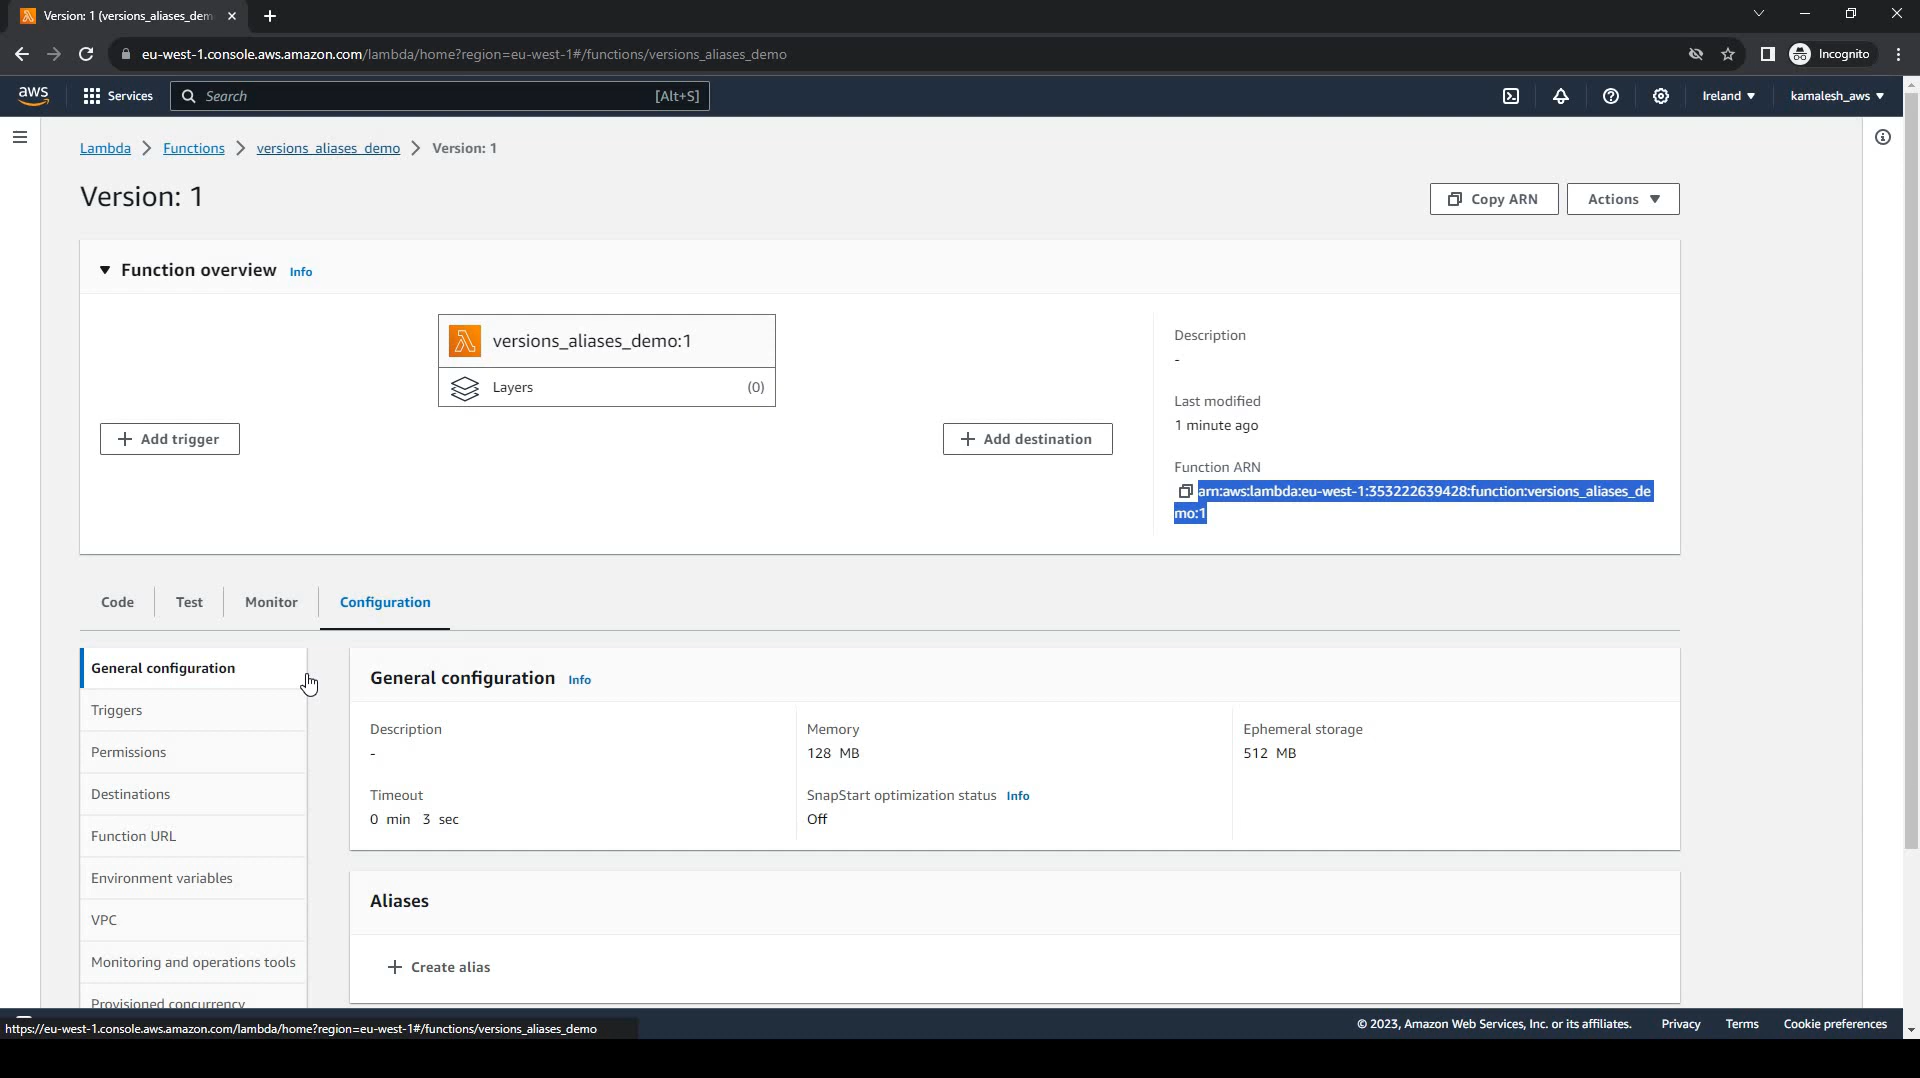 Version: 1 (versions_aliases_dem
eu-west-1.console.aws.amazon.com/lambda/home?region=eu-west-1#/functions/versions_aliases_demo
Incognito
aws
Services
Search
[Alt+S]
Ireland
kamalesh_aws
Lambda
Functions
versions_aliases_demo
Version: 1
Version: 1
Copy ARN
Actions
Function overview Info
versions_aliases_demo:1
Layers
(0)
Add trigger
Add destination
Description
-
Last modified
1 minute ago
Function ARN
arn:aws:lambda:eu-west-1:353222639428:function:versions_aliases_de
mo:1
Code
Test
Monitor
Configuration
General configuration
Triggers
Permissions
Destinations
Function URL
Environment variables
VPC
Monitoring and operations tools
Provisioned concurrency
General configuration Info
Description
-
Memory
128 MB
Ephemeral storage
512 MB
Timeout
0 min 3 sec
SnapStart optimization status Info
Off
Aliases
Create alias
https://eu-west-1.console.aws.amazon.com/lambda/home?region=eu-west-1#/functions/versions_aliases_demo
© 2023, Amazon Web Services, Inc. or its affiliates.
Privacy
Terms
Cookie preferences